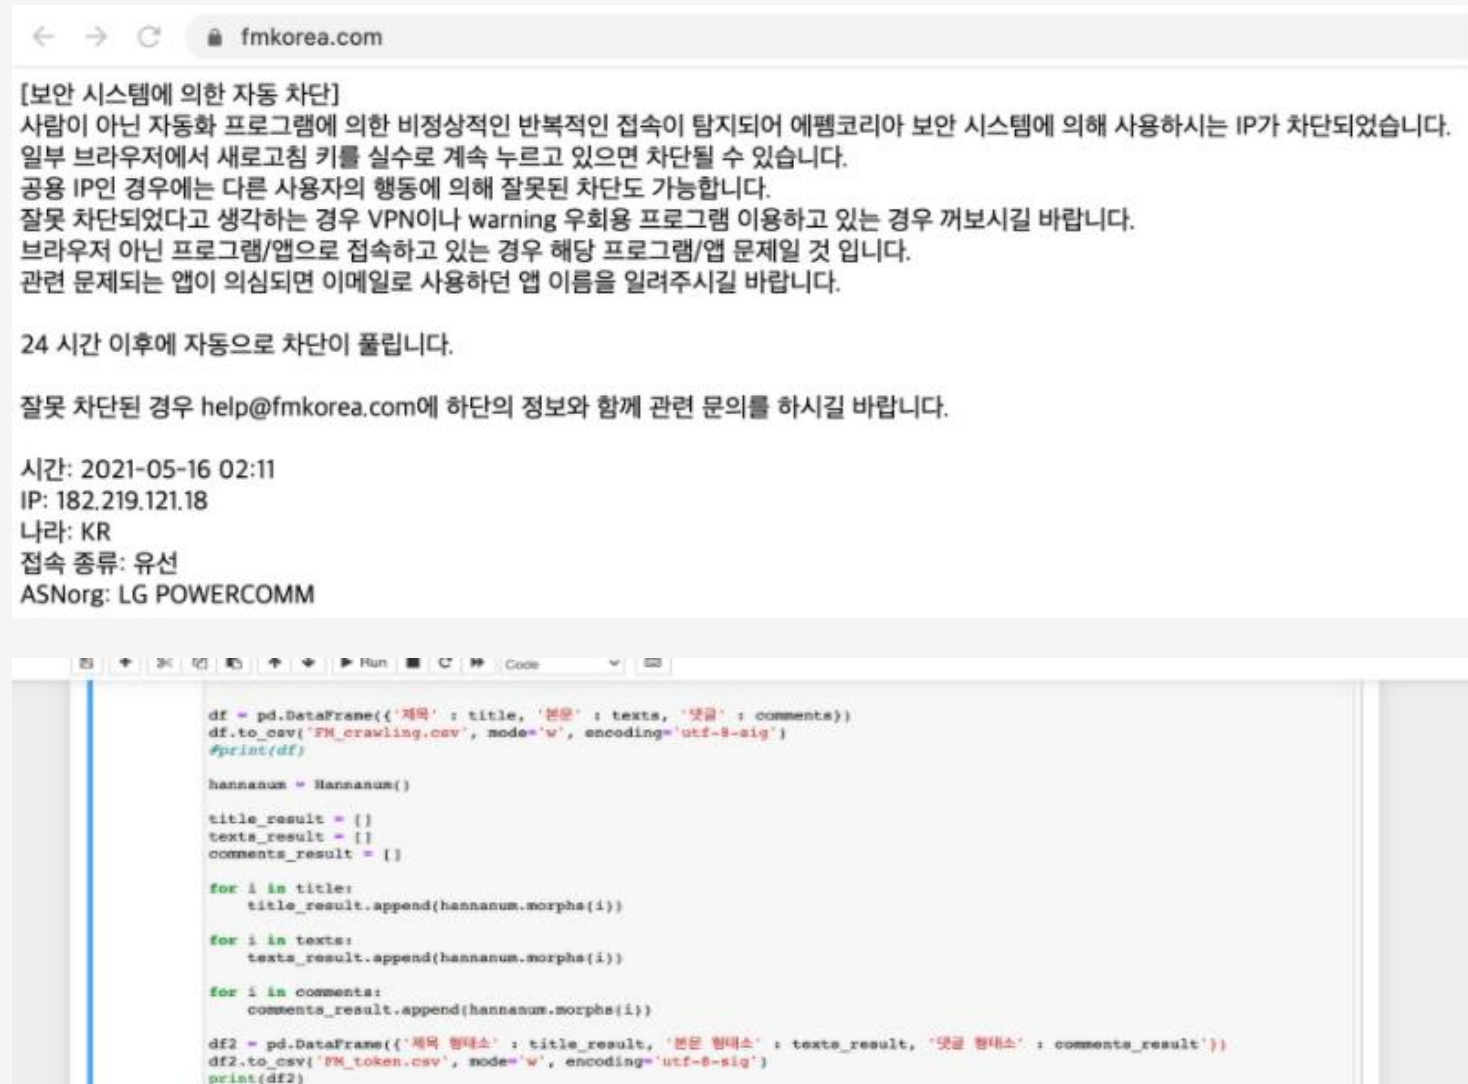 fmkorea.com
[보안 시스템에 의한 자동 차단]
사람이 아닌 자동화 프로그램에 의한 비정상적인 반복적인 접속이 탐지되어 에펨코리아 보안 시스템에 의해 사용하시는 IP가 차단되었습니다.
일부 브라우저에서 새로고침 키를 실수로 계속 누르고 있으면 차단될 수 있습니다.
공용 IP인 경우에는 다른 사용자의 행동에 의해 잘못된 차단도 가능합니다.
잘못 차단되었다고 생각하는 경우 VPN이나 warning 우회용 프로그램 이용하고 있는 경우 꺼보시길 바랍니다.
브라우저 아닌 프로그램/앱으로 접속하고 있는 경우 해당 프로그램/앱 문제일 것 입니다.
관련 문제되는 앱이 의심되면 이메일로 사용하던 앱 이름을 일려주시길 바랍니다.
24 시간 이후에 자동으로 차단이 풀립니다.
잘못 차단된 경우 help@fmkorea.com에 하단의 정보와 함께 관련 문의를 하시길 바랍니다.
시간: 2021-05-16 02:11
IP: 182.219.121.18
나라: KR
접속 종류: 유선
ASNorg: LG POWERCOMM
Run Code
df = pd.DataFrame({'제목' : title, '본문' : texts, '댓글' : comments})
df.to_csv('FM_crawling.csv', mode='w', encoding='utf-8-sig')
#print(df)
hannanum = Hannanum()
title_result = []
texts_result = []
comments_result = []
for i in title:
title_result.append(hannanum.morphs(i))
for i in texts:
texts_result.append(hannanum.morphs(i))
for i in comments:
comments_result.append(hannanum.morphs(i))
df2 = pd.DataFrame({'제목 형태소' : title_result, '본문 형태소' : texts_result, '댓글 형태소' : comments_result'})
df2.to_csv('FM_token.csv', mode='w', encoding='utf-8-sig')
print(df2)